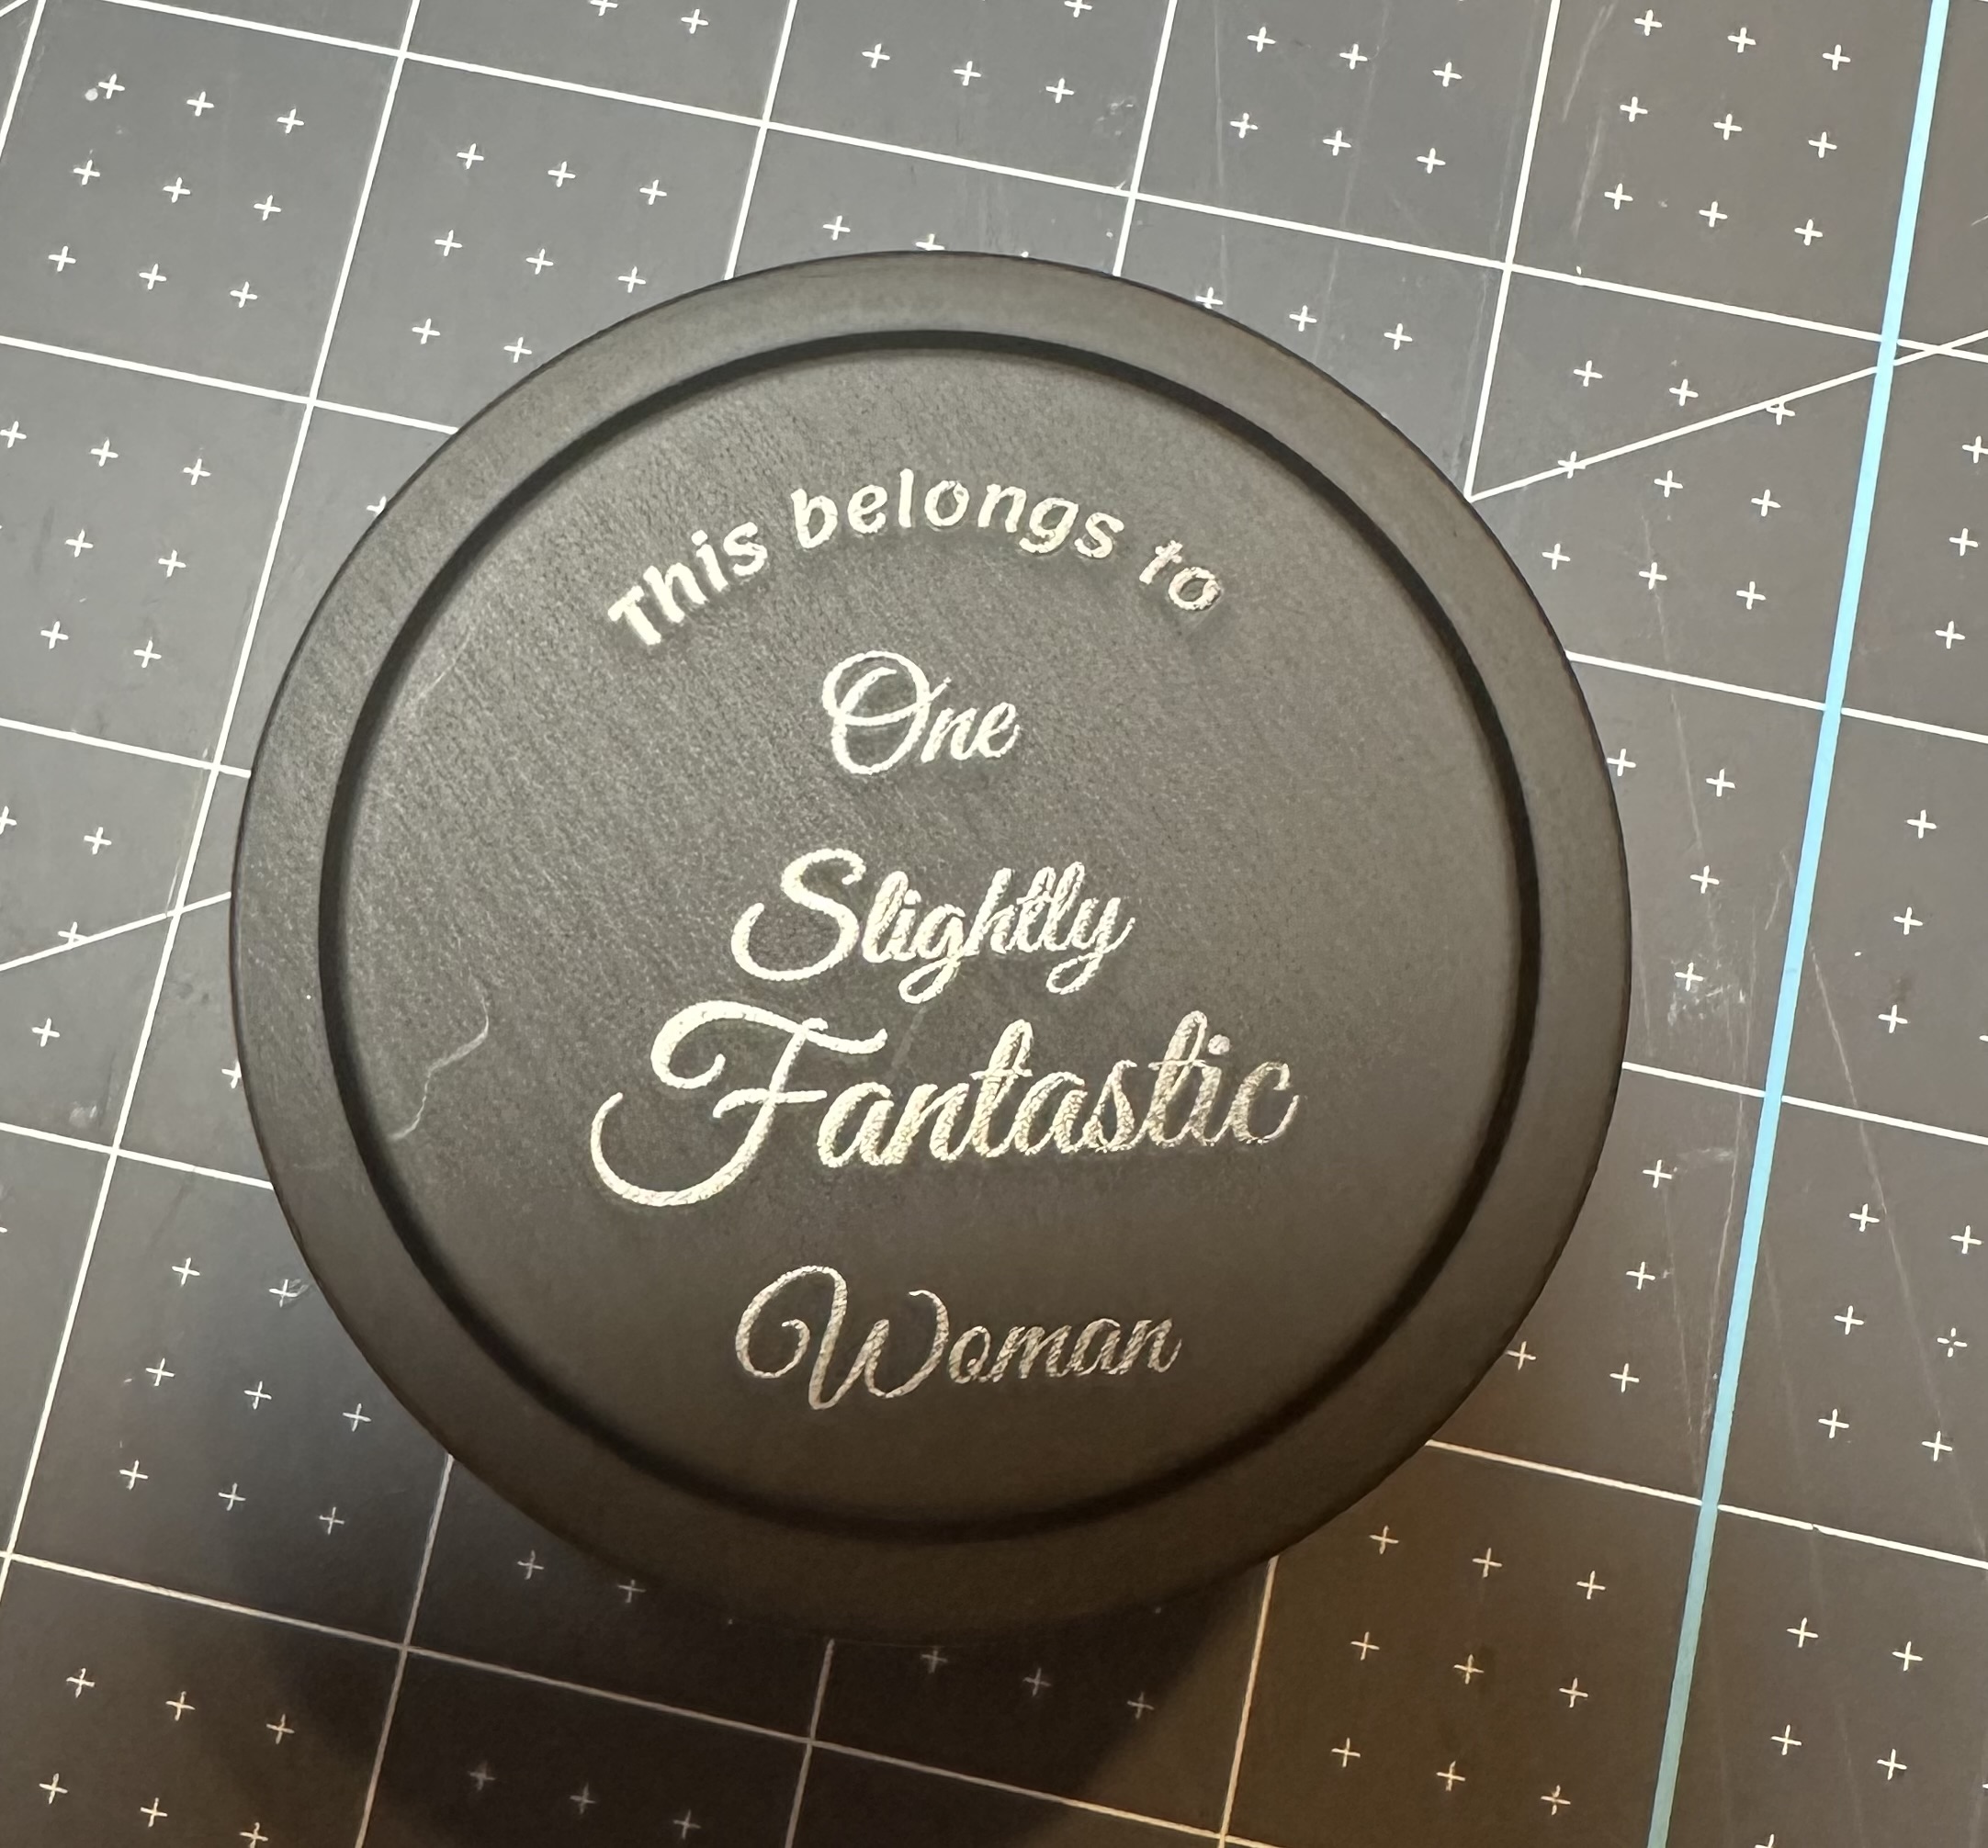 This belongs to
One
Slightly
Fantastic
Woman